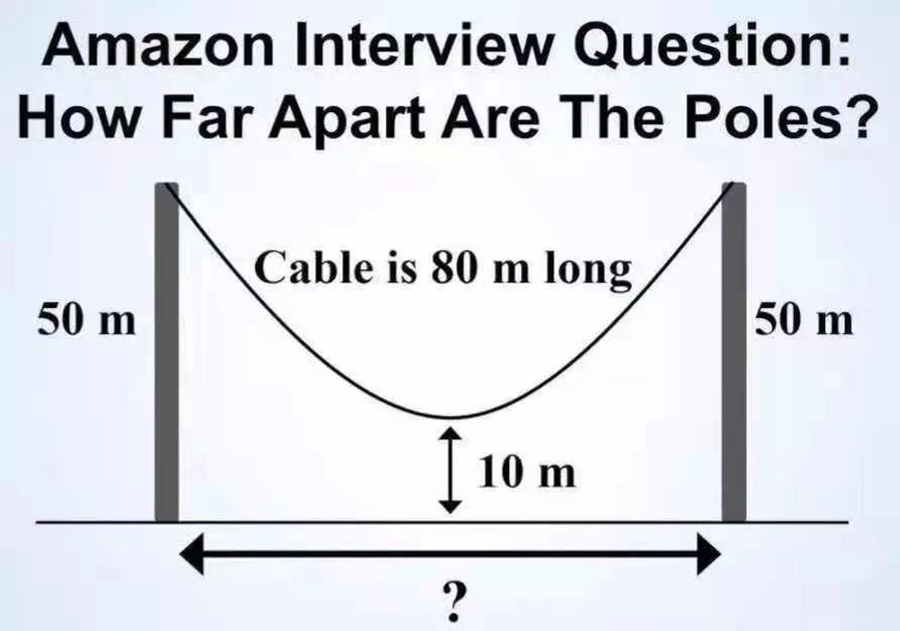 Amazon Interview Question:
How Far Apart Are The Poles?
Cable is 80 m long
50 m
50 m
10 m
?